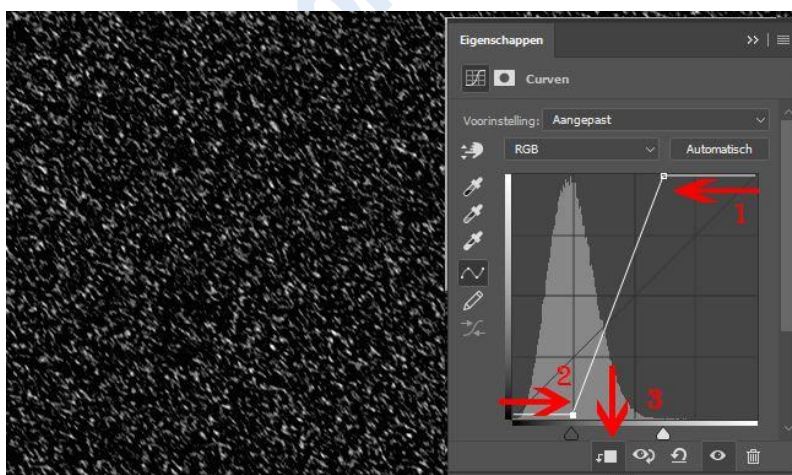 Eigenschappen
Curven
Voorinstelling: Aangepast
RGB
Automatisch
1
2
3